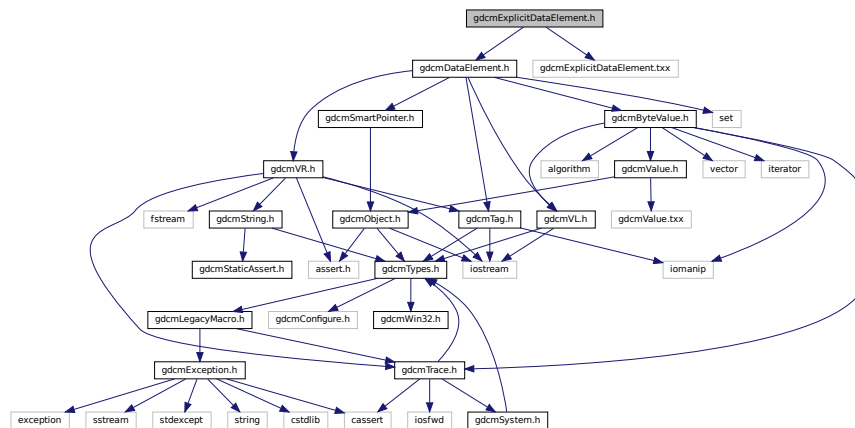 gdcmExplicitDataElement.h
gdcmDataElement.h
gdcmExplicitDataElement.txx
gdcmSmartPointer.h
gdcmByteValue.h
set
gdcmVR.h
algorithm
gdcmValue.h
vector
iterator
fstream
gdcmString.h
gdcmObject.h
gdcmTag.h
gdcmVL.h
gdcmValue.txx
gdcmStaticAssert.h
assert.h
gdcmTypes.h
iostream
iomanip
gdcmLegacyMacro.h
gdcmConfigure.h
gdcmWin32.h
gdcmException.h
gdcmTrace.h
exception
sstream
stdexcept
string
cstdlib
cassert
iosfwd
gdcmSystem.h